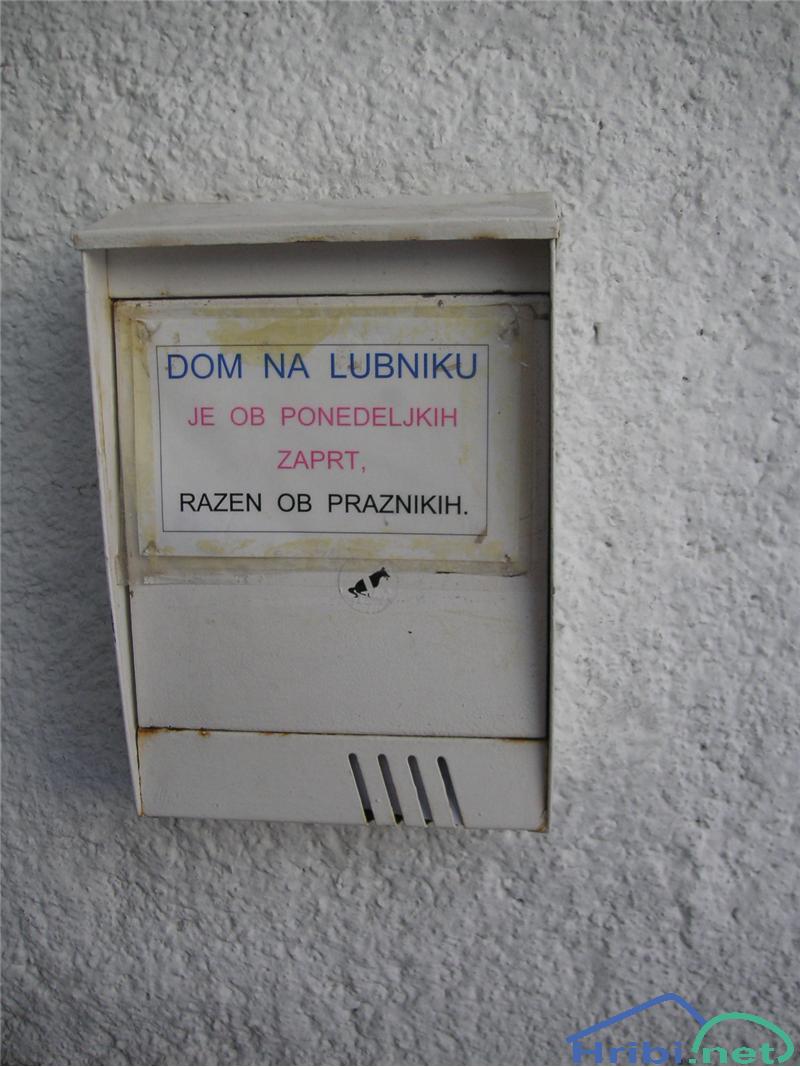 DOM NA LUBNIKU
JE OB PONEDELJKIH
ZAPRT,
RAZEN OB PRAZNIKIH.
Hribi.net